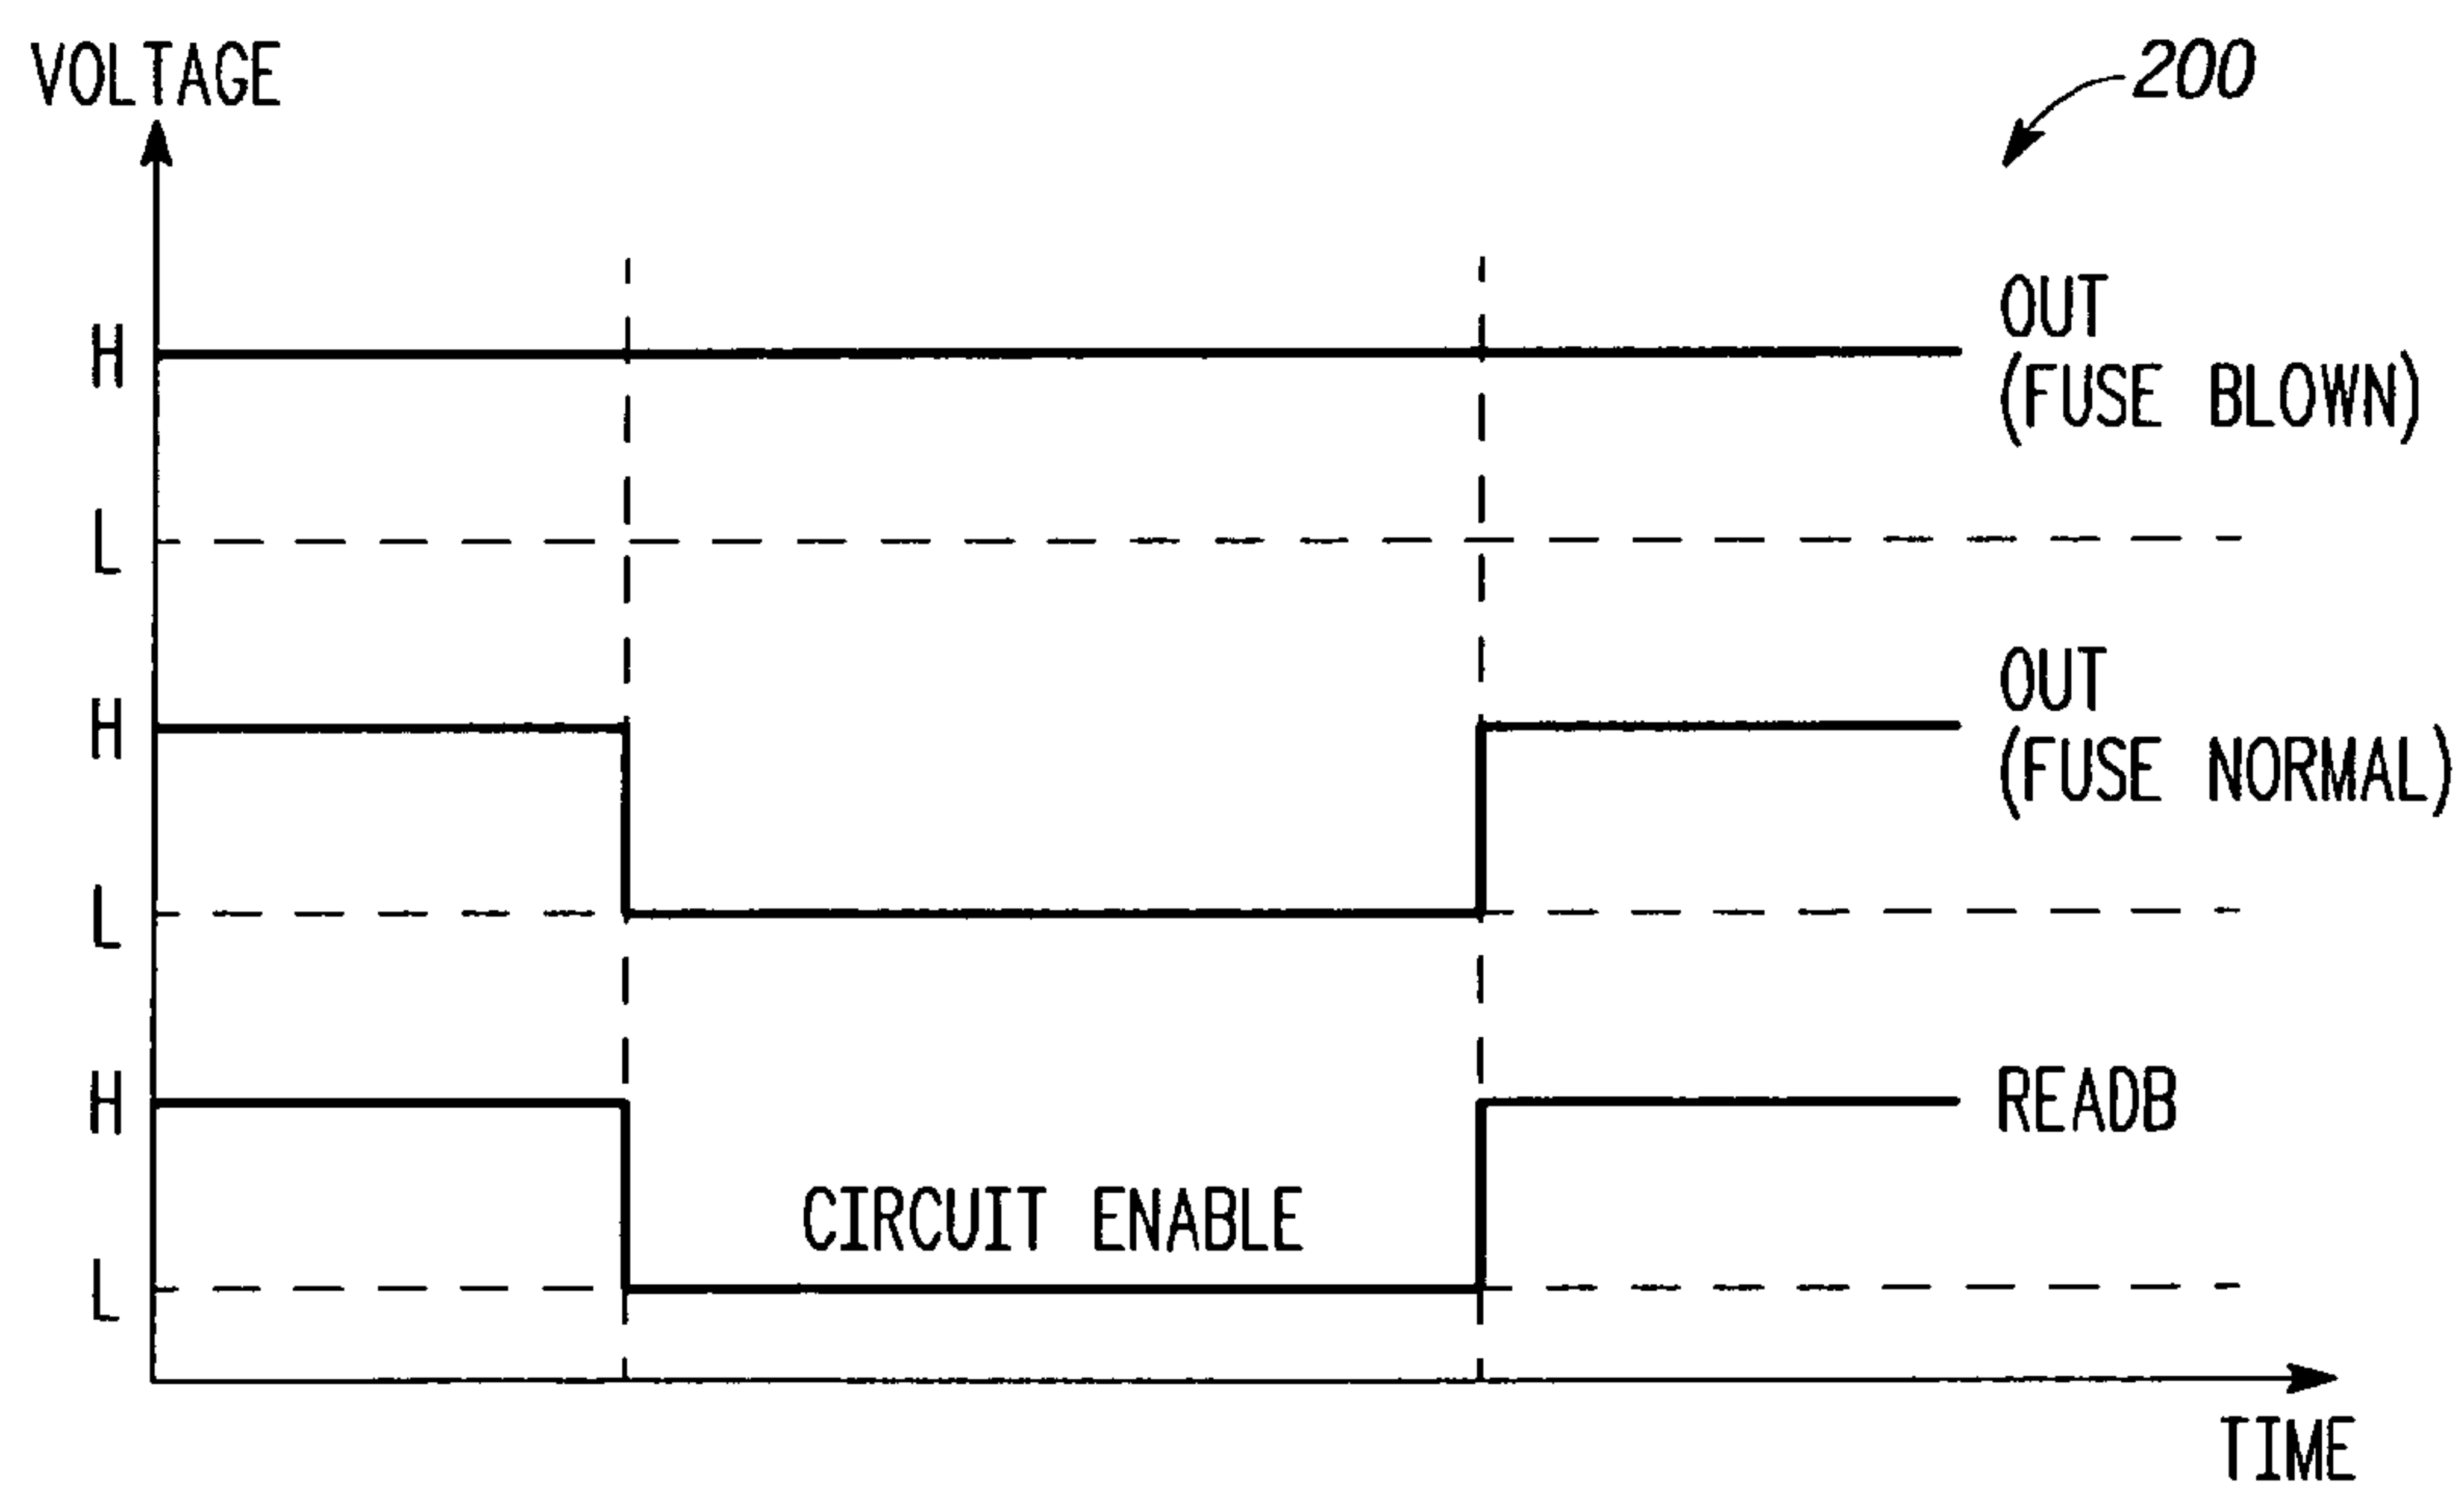 VOLTAGE
200
H
OUT
(FUSE BLOWN)
L
H
OUT
(FUSE NORMAL)
L
H
READB
CIRCUIT ENABLE
L
TIME